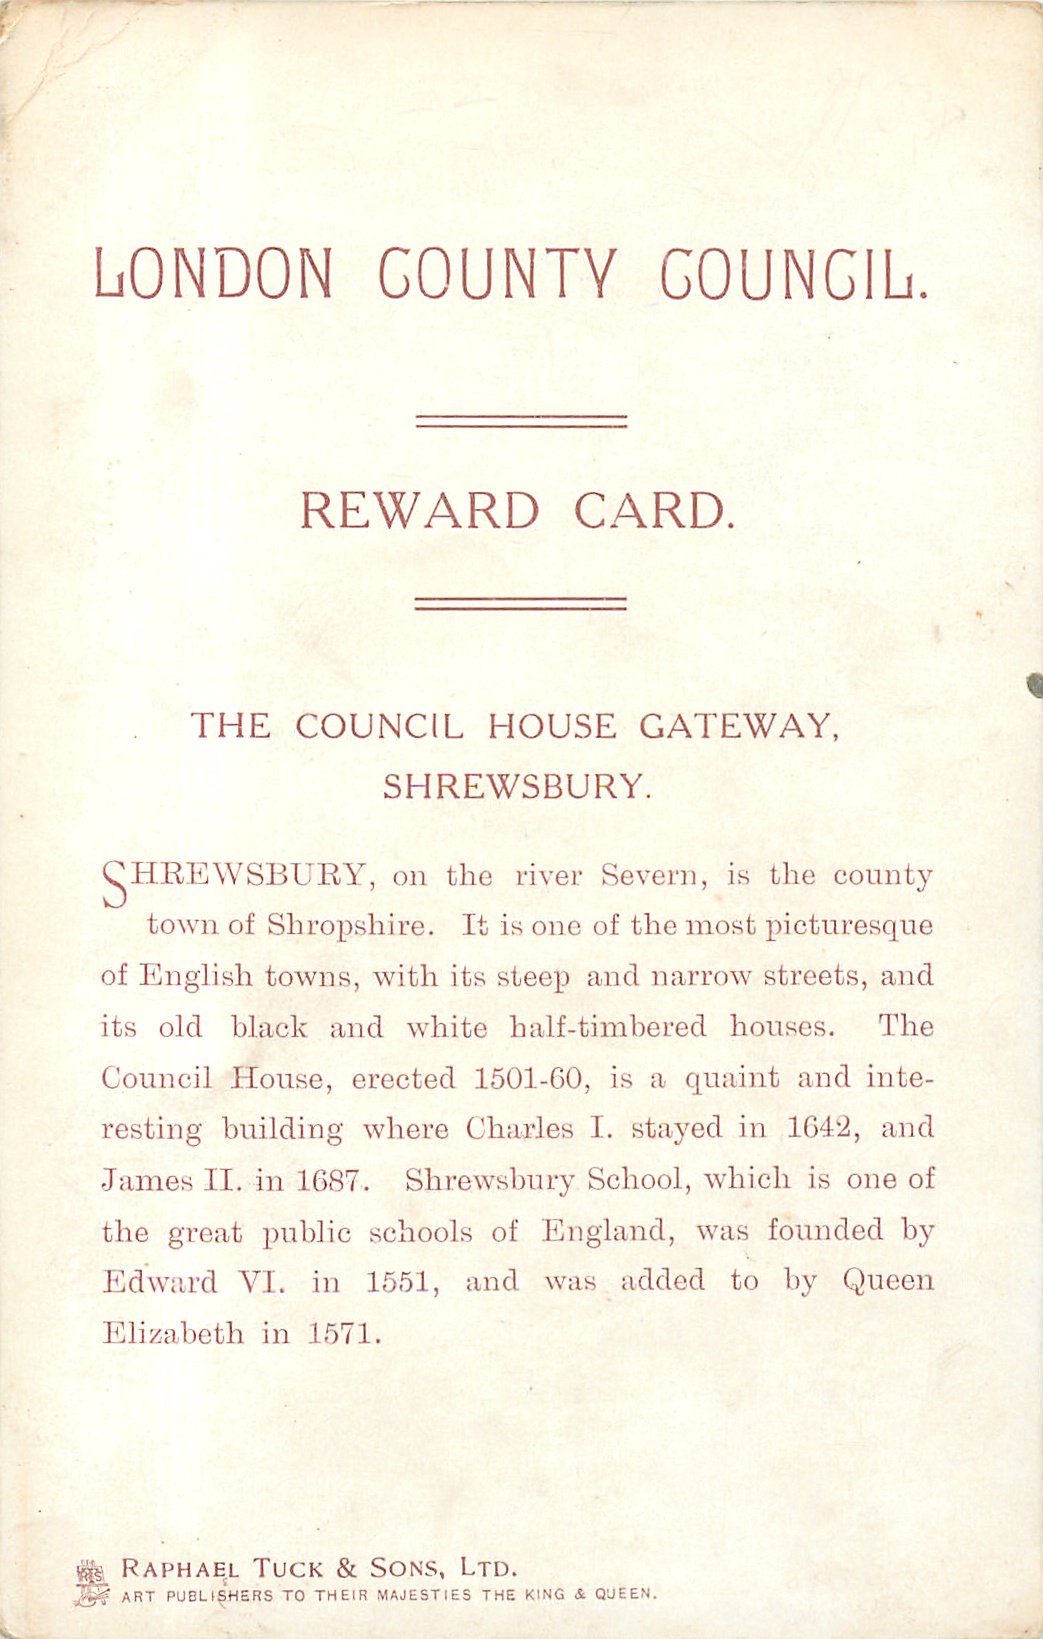 LONDON COUNTY COUNCIL.
REWARD CARD.
THE COUNCIL HOUSE GATEWAY,
SHREWSBURY.
SHREWSBURY, on the river Severn, is the county
town of Shropshire. It is one of the most picturesque
of English towns, with its steep and narrow streets, and
its old black and white half-timbered houses. The
Council House, erected 1501-60, is a quaint and inte-
resting building where Charles I. stayed in 1642, and
James II. in 1687. Shrewsbury School, which is one of
the great public schools of England, was founded by
Edward VI. in 1551, and was added to by Queen
Elizabeth in 1571.
RAPHAEL TUCK & SONS, LTD.
ART PUBLISHERS TO THEIR MAJESTIES THE KING & QUEEN.